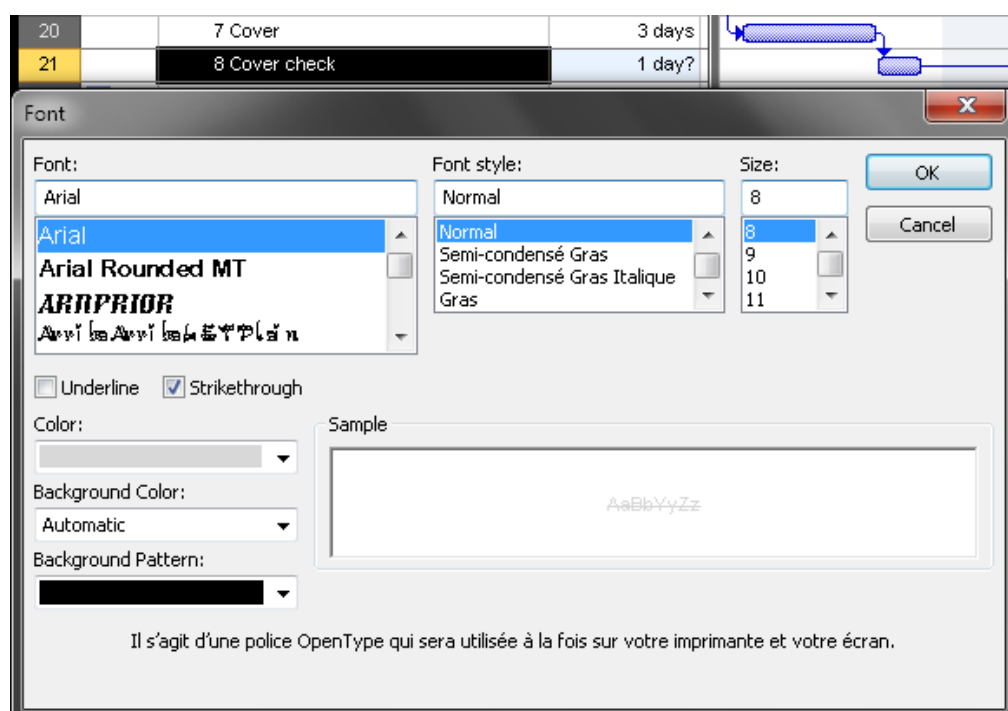 20 7 Cover 3 days
21 8 Cover check 1 day?
Font
Font: Font style: Size:
Arial Normal 8 OK
Arial Normal 8 Cancel
Arial Rounded MT Semi-condensé Gras 9
ARNPRIOR Semi-condensé Gras Italique 10
Gras 11
Underline Strikethrough
Color: Sample
AaBbYyZz
Background Color:
Automatic
Background Pattern:
Il s'agit d'une police OpenType qui sera utilisée à la fois sur votre imprimante et votre écran.